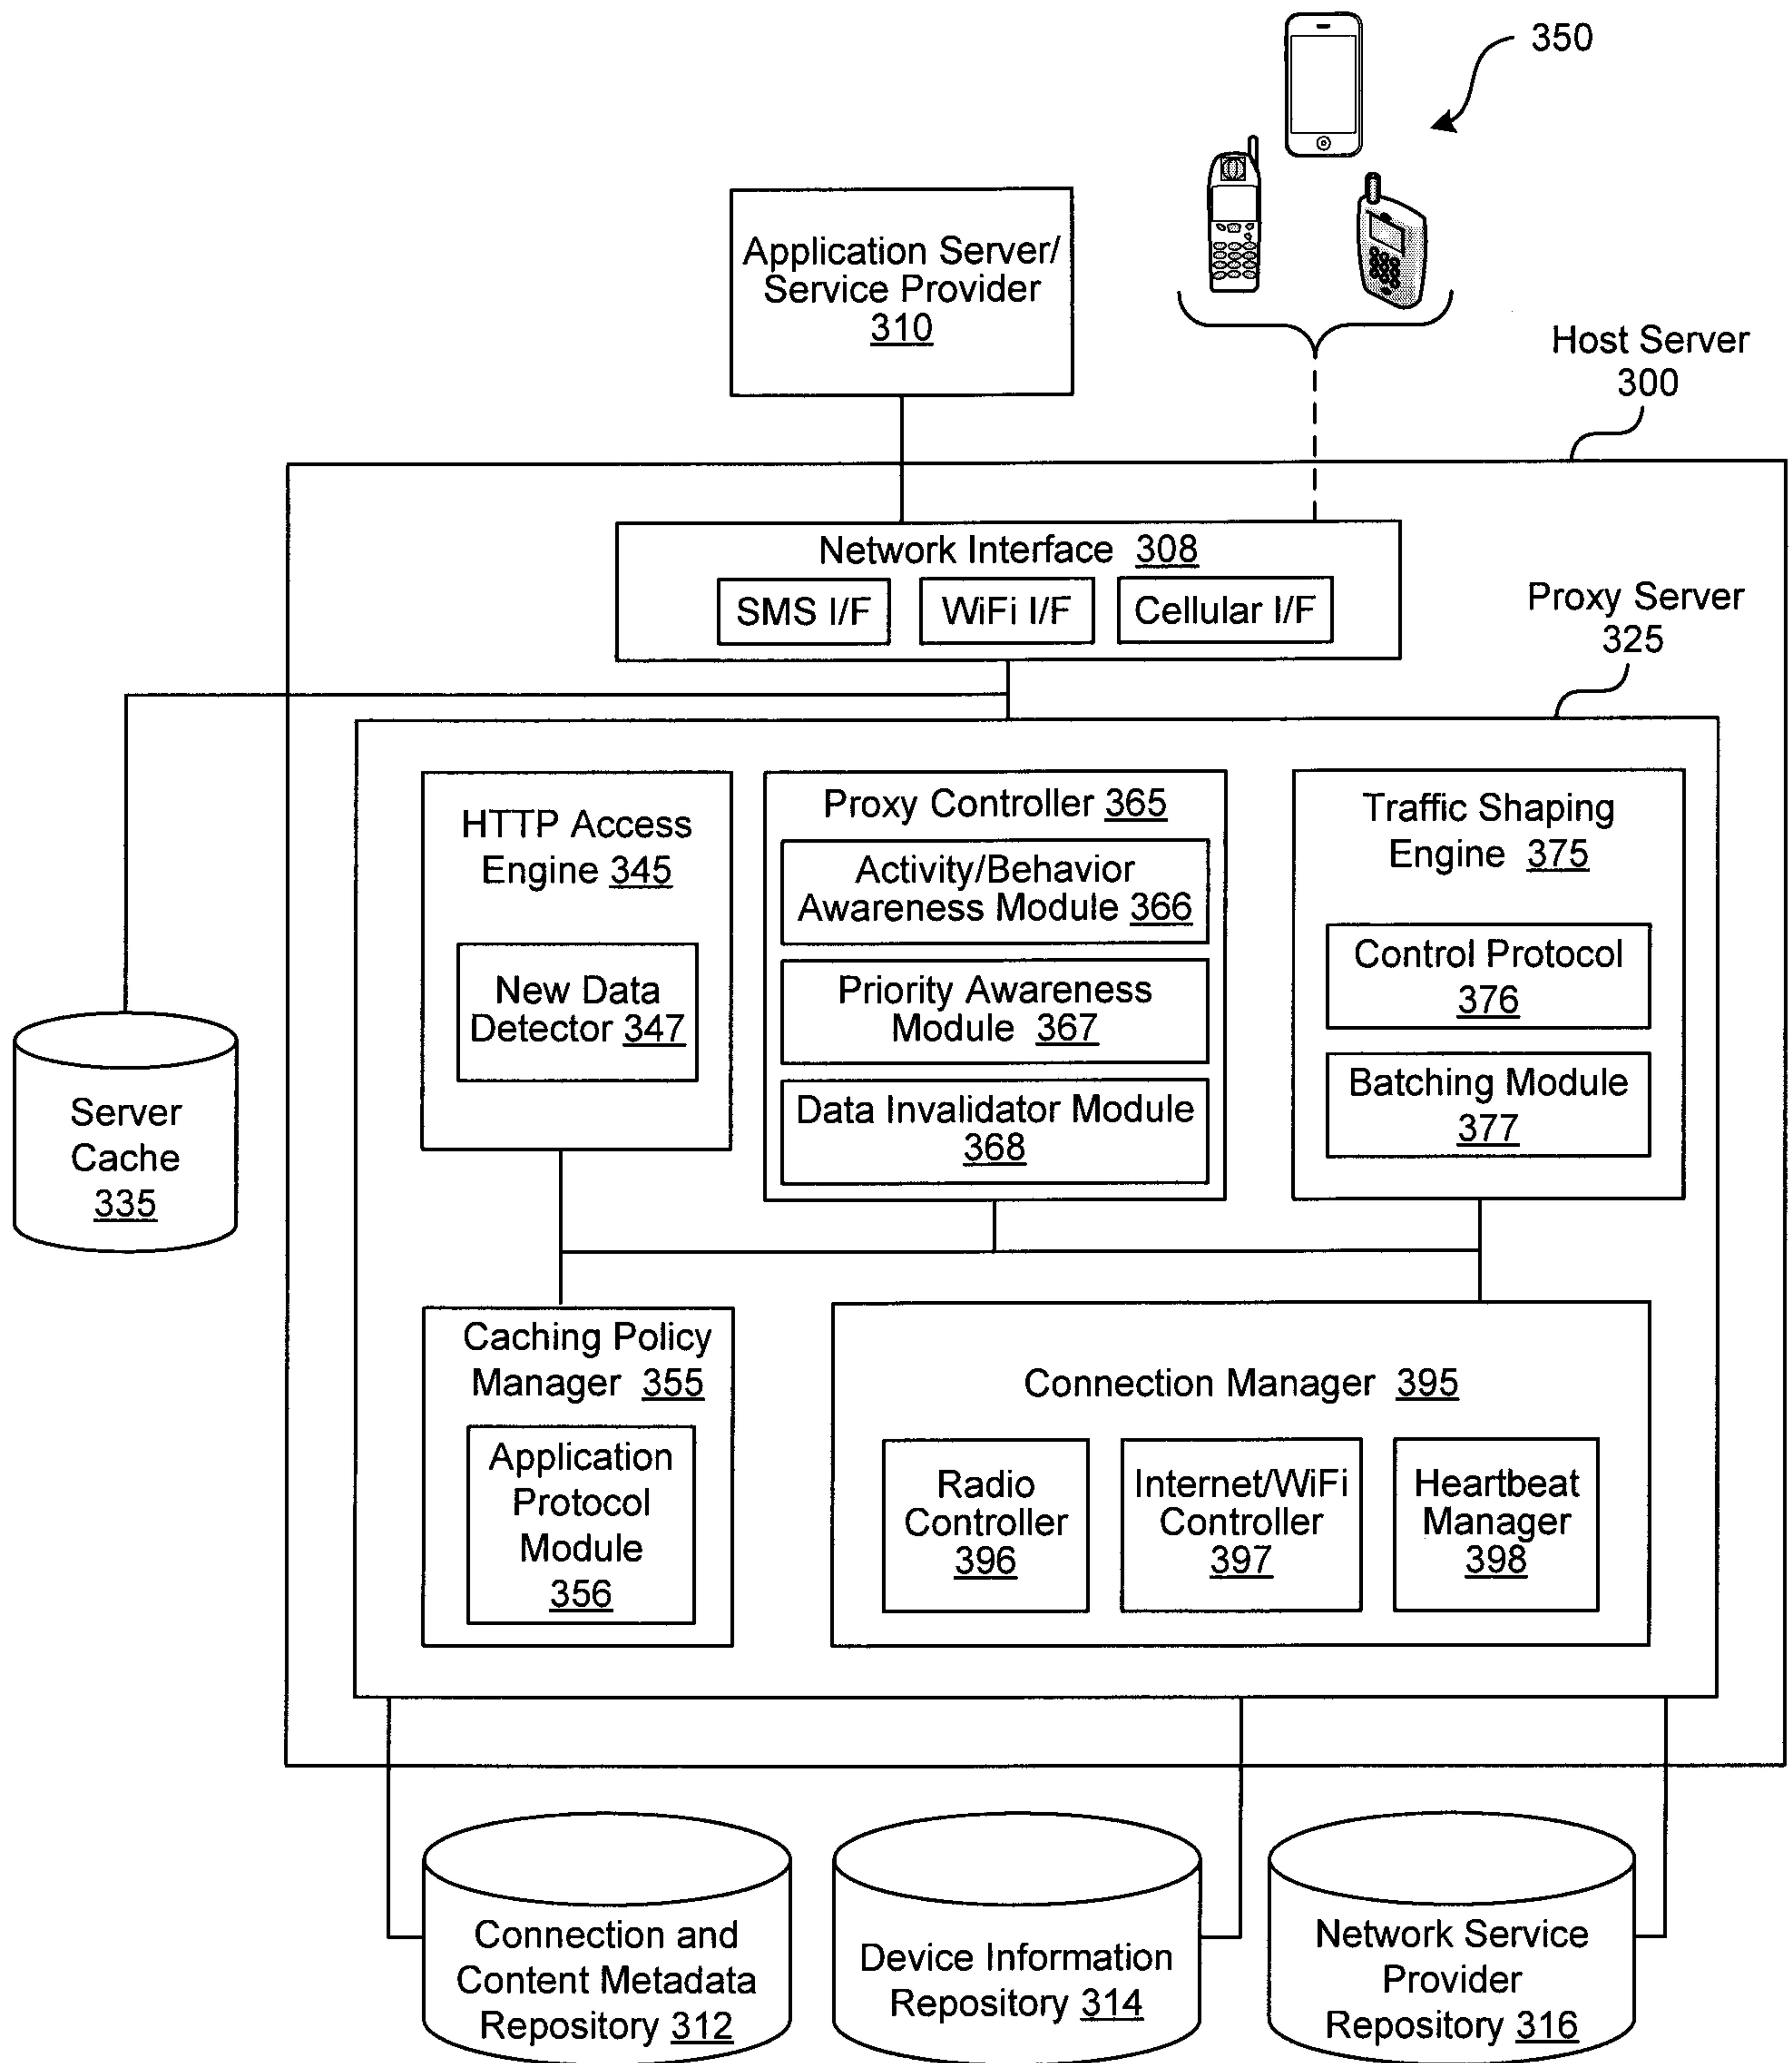 350
Application Server/
Service Provider
310
Host Server
300
Network Interface 308
SMS I/F
WiFi I/F
Cellular I/F
Proxy Server
325
HTTP Access
Engine 345
New Data
Detector 347
Proxy Controller 365
Activity/Behavior
Awareness Module 366
Priority Awareness
Module 367
Data Invalidator Module
368
Traffic Shaping
Engine 375
Control Protocol
376
Batching Module
377
Server
Cache
335
Caching Policy
Manager 355
Application
Protocol
Module
356
Connection Manager 395
Radio
Controller
396
Internet/WiFi
Controller
397
Heartbeat
Manager
398
Connection and
Content Metadata
Repository 312
Device Information
Repository 314
Network Service
Provider
Repository 316